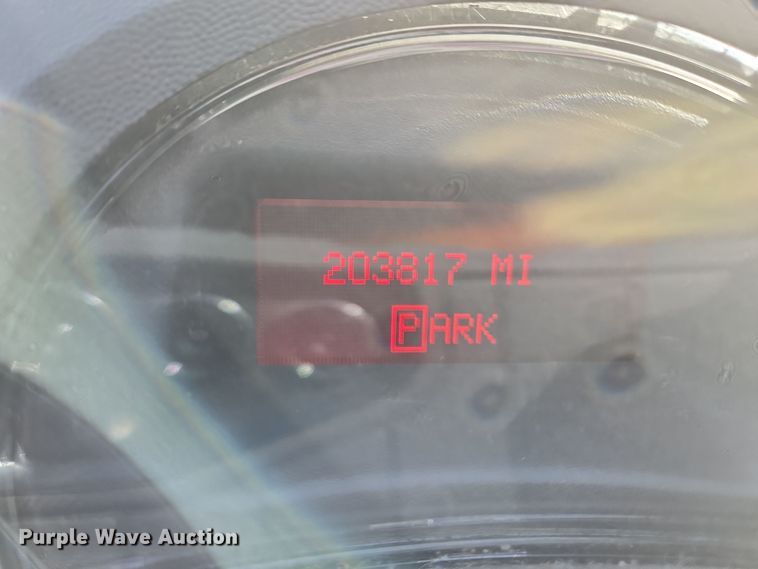 203817 MI
PARK
Purple Wave Auction